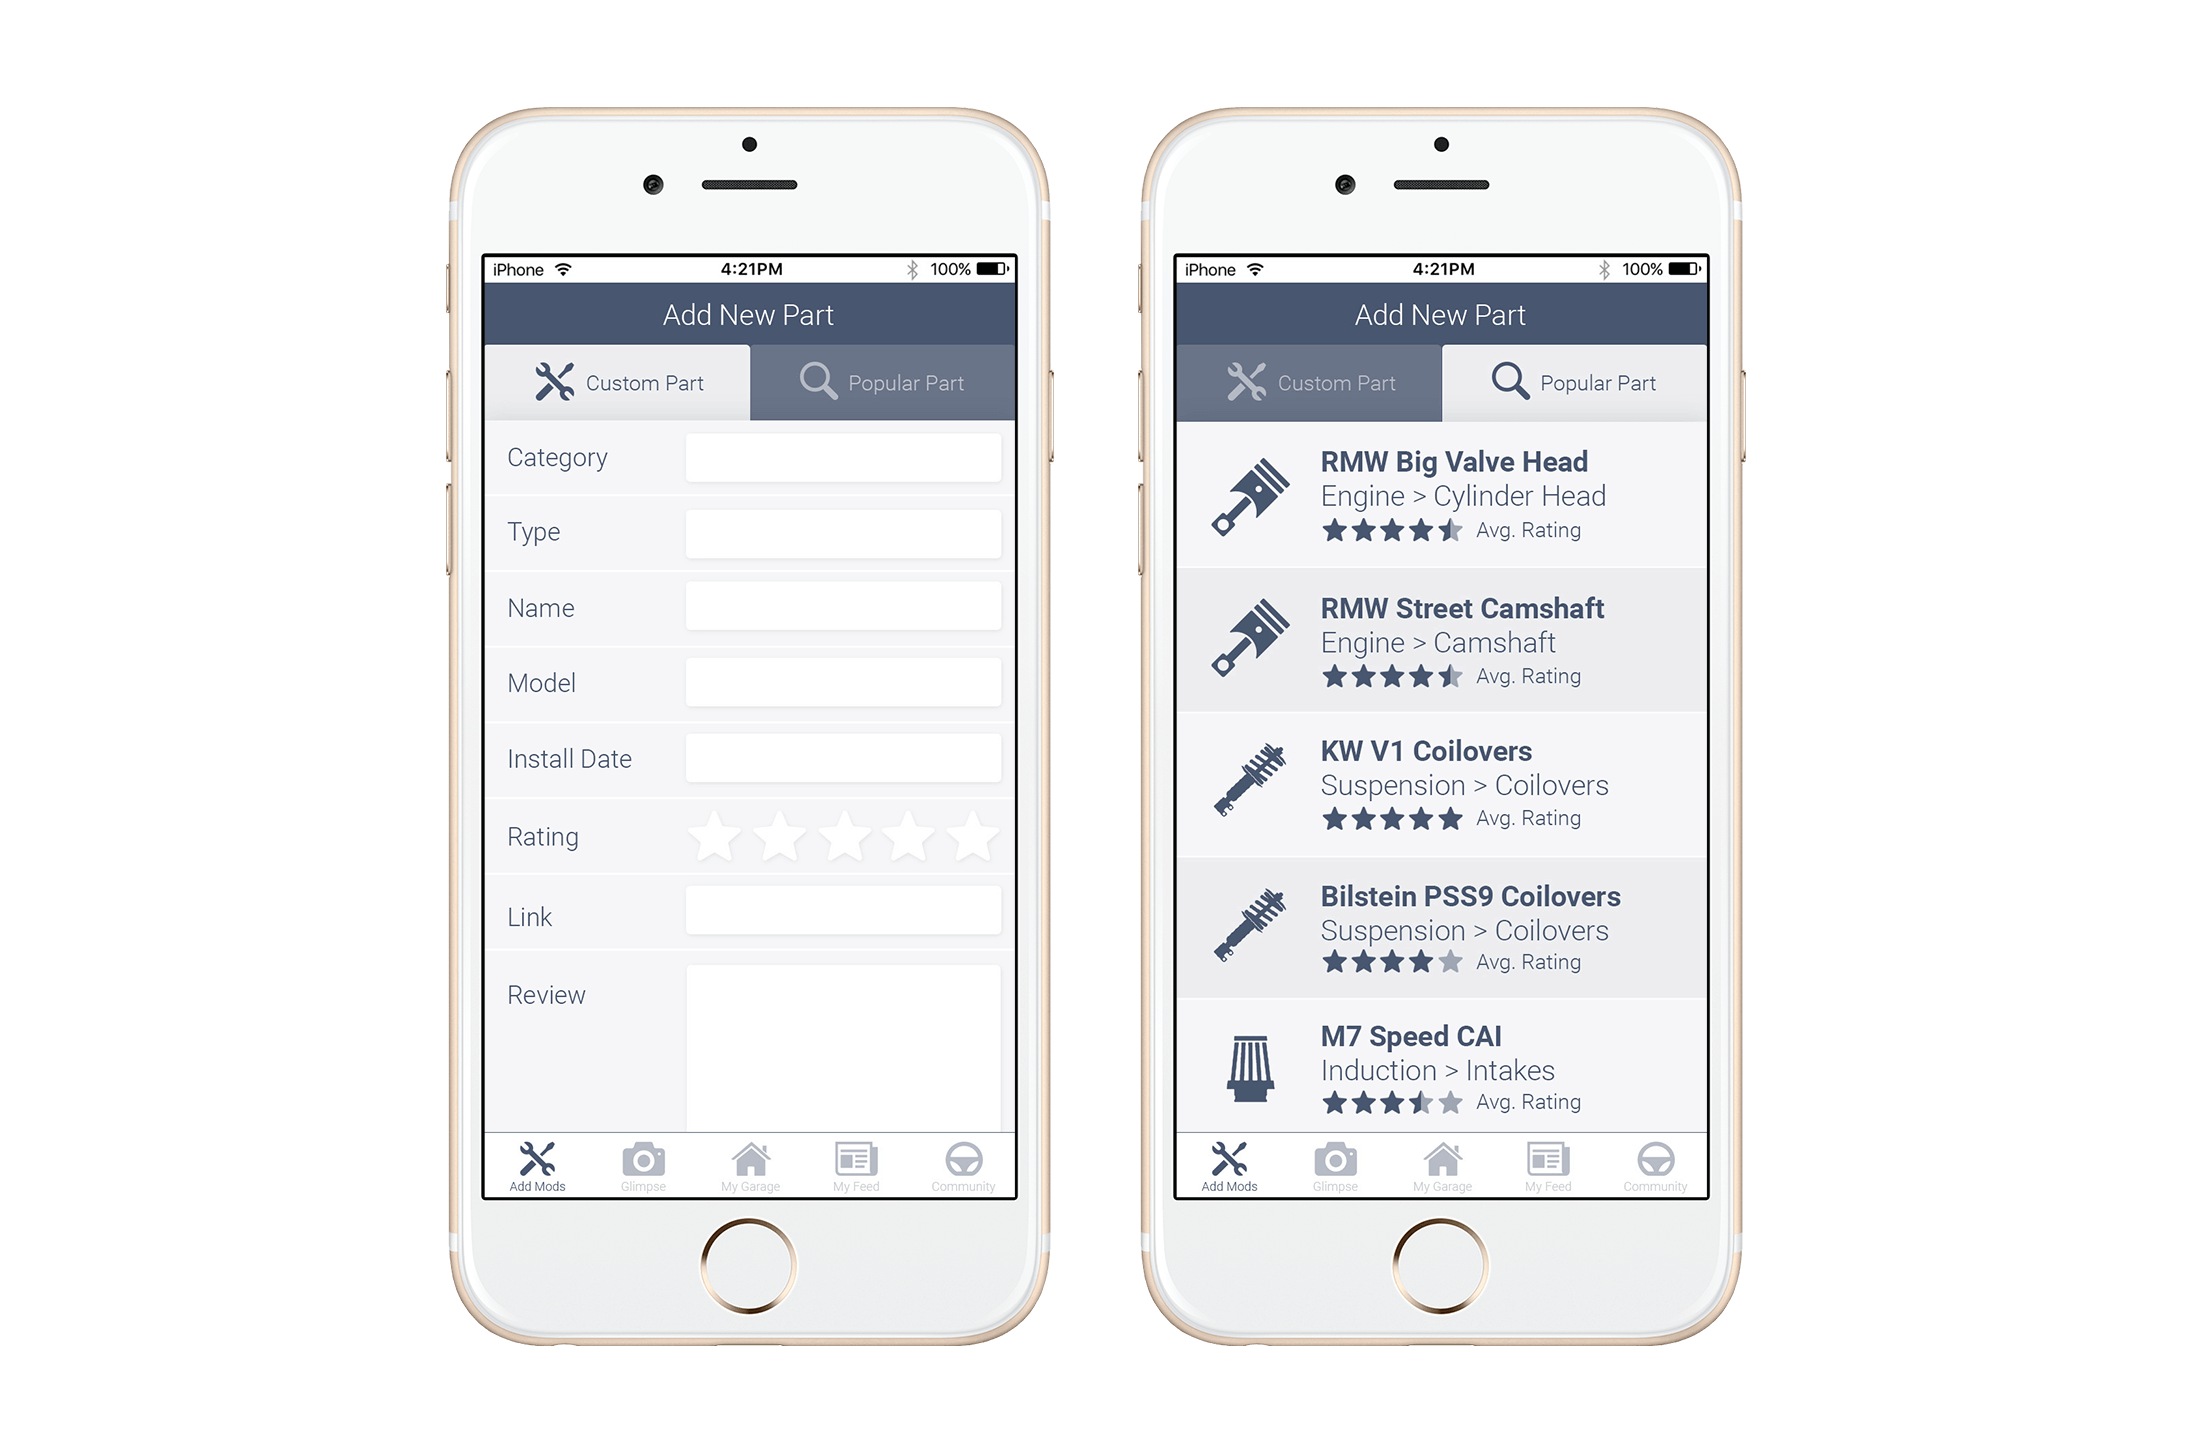 iPhone 4:21PM 100%
Add New Part
Custom Part Popular Part
Category
Type
Name
Model
Install Date
Rating
Link
Review
Add Mods Glimpse My Garage My Feed Community
iPhone 4:21PM 100%
Add New Part
Custom Part Popular Part
RMW Big Valve Head
Engine > Cylinder Head
Avg. Rating
RMW Street Camshaft
Engine > Camshaft
Avg. Rating
KW V1 Coilovers
Suspension > Coilovers
Avg. Rating
Bilstein PSS9 Coilovers
Suspension > Coilovers
Avg. Rating
M7 Speed CAI
Induction > Intakes
Avg. Rating
Add Mods Glimpse My Garage My Feed Community